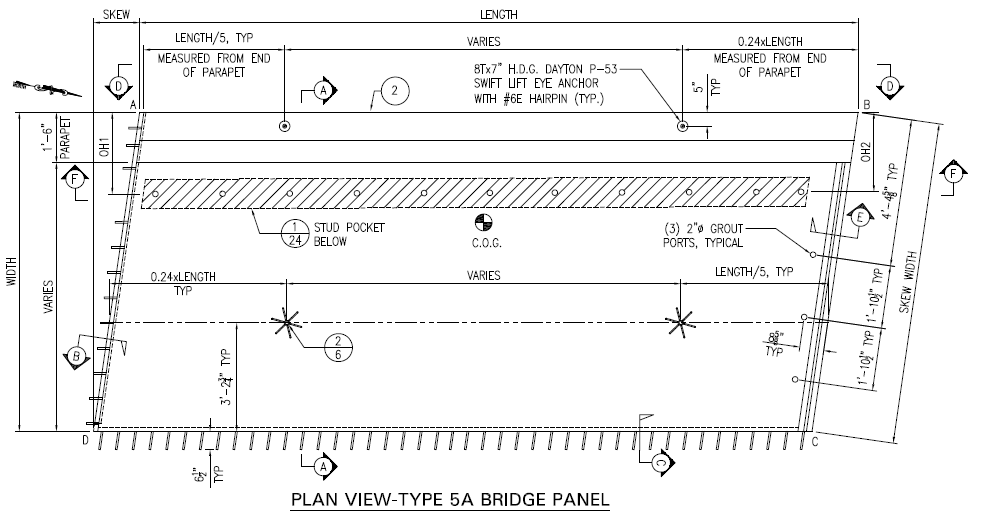 SKEW
LENGTH
LENGTH/5, TYP
VARIES
0.24xLENGTH
MEASURED FROM END
OF PARAPET
MEASURED FROM END
OF PARAPET
8Tx7" H.D.G. DAYTON P-53
SWIFT LIFT EYE ANCHOR
WITH #6E HAIRPIN (TYP.)
5"
TYP
D
A
2
D
A
B
1'-6"
PARAPET
OH1
OH2
F
F
4'-4⅝" TYP
E
1
24
STUD POCKET
BELOW
C.O.G.
(3) 2"ø GROUT
PORTS, TYPICAL
WIDTH
VARIES
0.24xLENGTH
TYP
VARIES
LENGTH/5, TYP
1'-10½" TYP
SKEW WIDTH
B
2
6
3'-2¾" TYP
8⅝"
TYP
1'-10½" TYP
D
C
6½"
TYP
A
C
PLAN VIEW-TYPE 5A BRIDGE PANEL